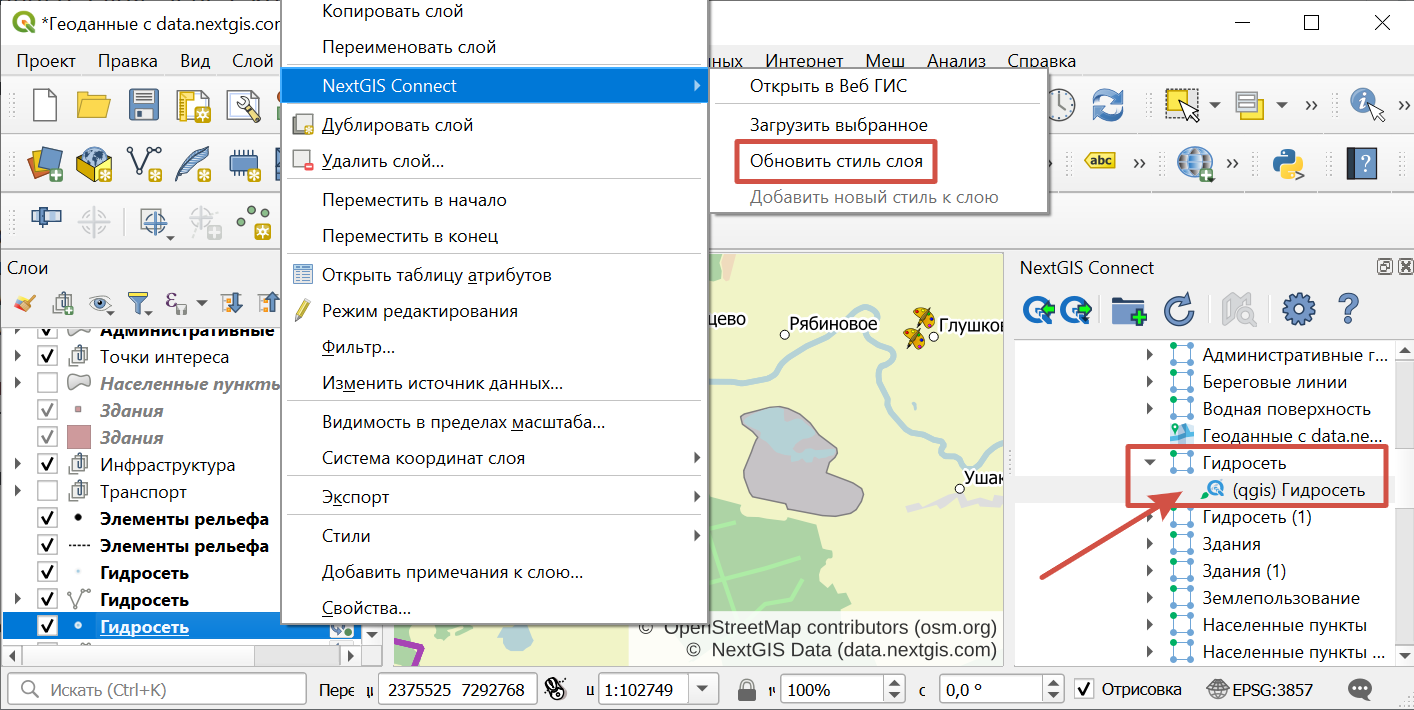 *Геоданные с data.nextgis.com
Проект Правка Вид Слой
Интернет Меш Анализ Справка
Копировать слой
Переименовать слой
NextGIS Connect
Дублировать слой
Удалить слой...
Переместить в начало
Переместить в конец
Открыть таблицу атрибутов
Режим редактирования
Фильтр...
Изменить источник данных...
Видимость в пределах масштаба...
Система координат слоя
Экспорт
Стили
Добавить примечания к слою...
Свойства...
Открыть в Веб ГИС
Загрузить выбранное
Обновить стиль слоя
Добавить новый стиль к слою
abc
Слои
Административные
Точки интереса
Населенные пункты
Здания
Здания
Инфраструктура
Транспорт
Элементы рельефа
Элементы рельефа
Гидросеть
Гидросеть
Гидросеть
цево
Рябиновое
Глушков
Ушак
© OpenStreetMap contributors (osm.org)
© NextGIS Data (data.nextgis.com)
NextGIS Connect
Административные г...
Береговые линии
Водная поверхность
Геоданные с data.ne...
Гидросеть
(qgis) Гидросеть
Гидросеть (1)
Здания
Здания (1)
Землепользование
Населенные пункты
Населенные пункты ...
Искать (Ctrl+K)
2375525 7292768
1:102749
100%
0,0 °
Отрисовка
EPSG:3857